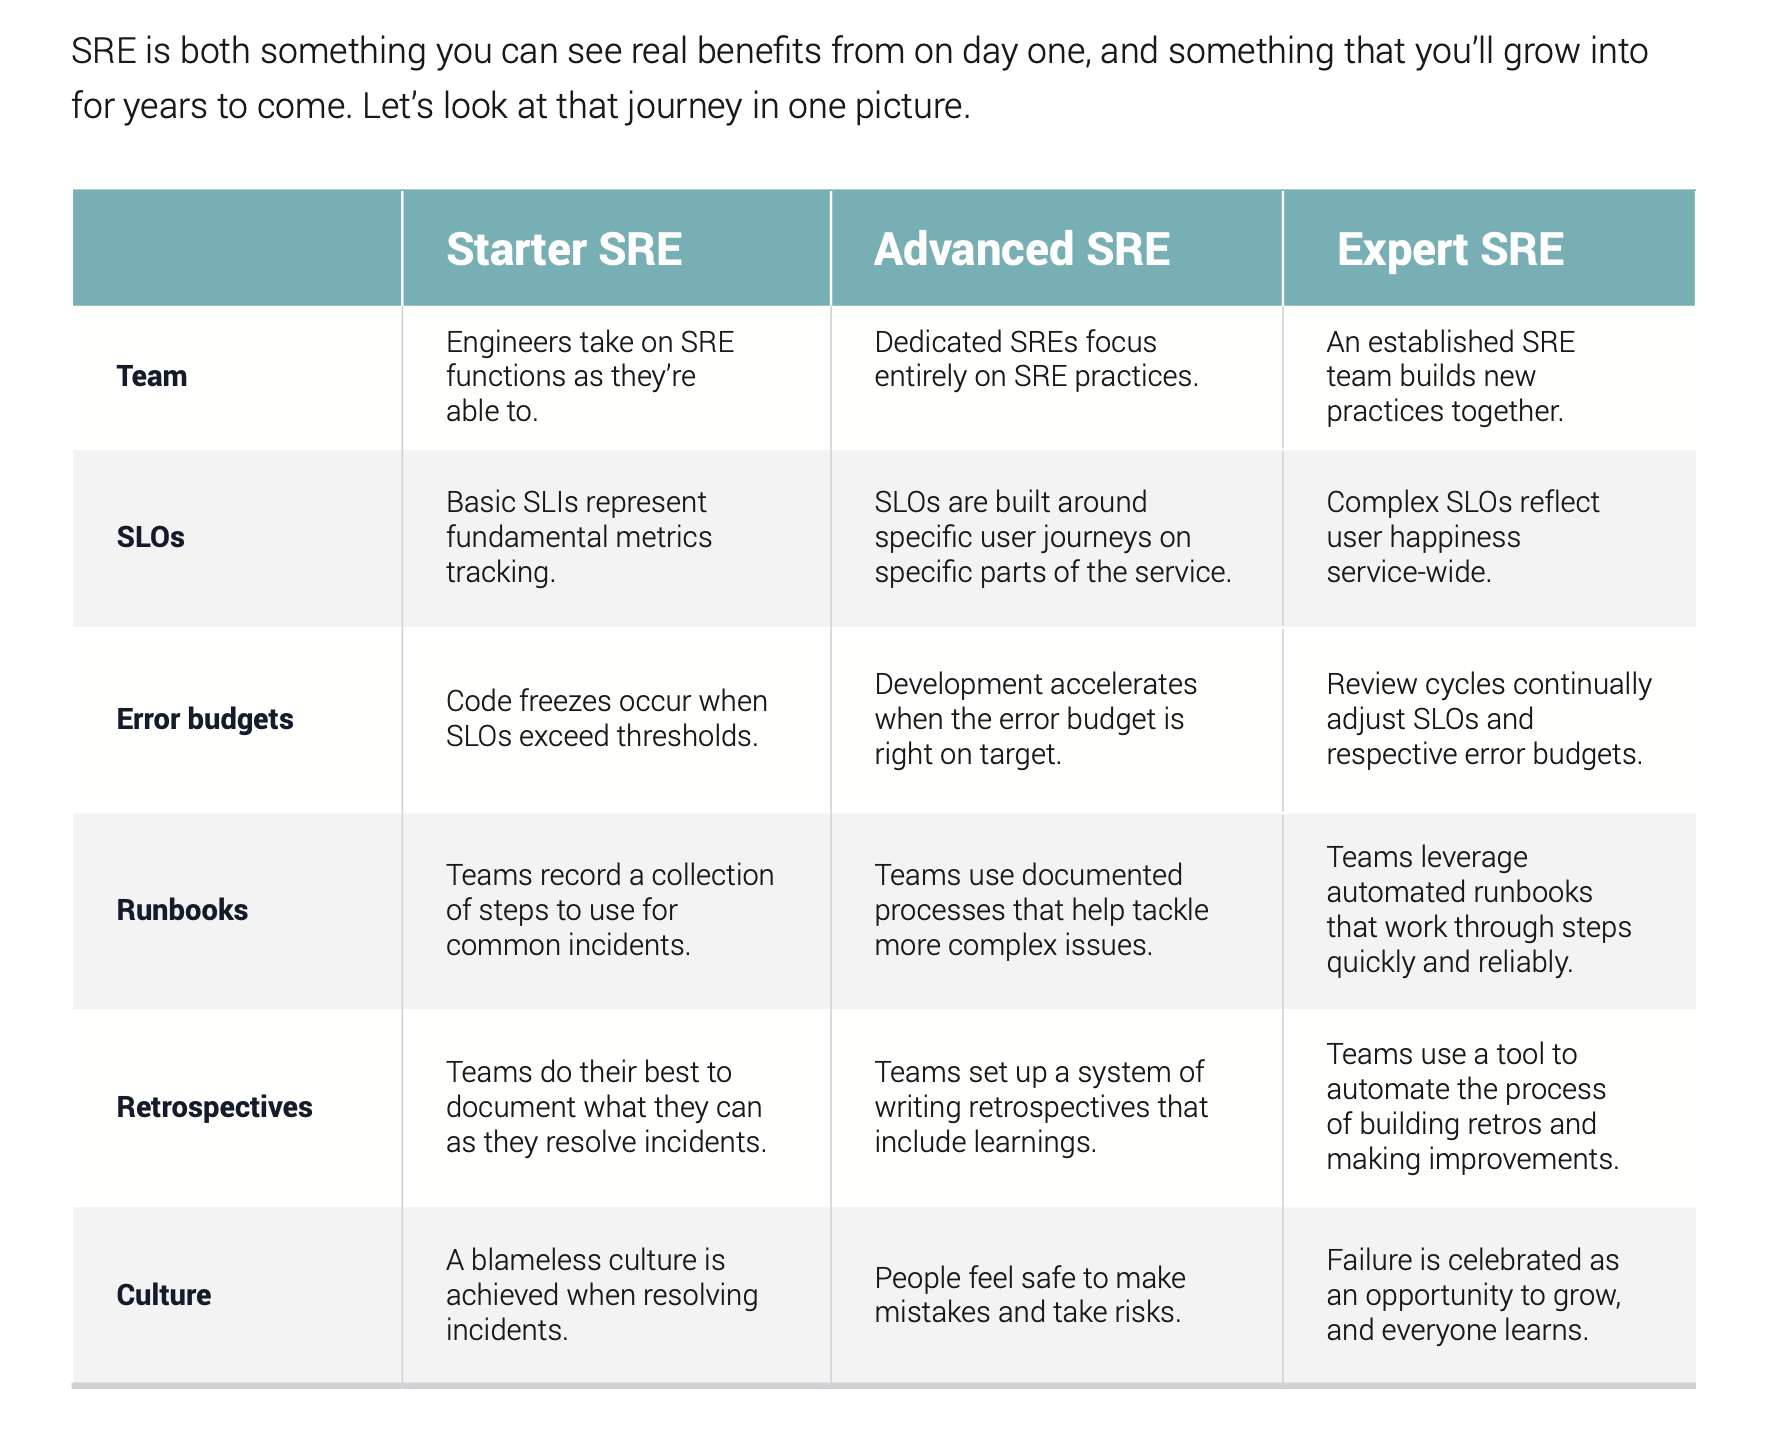 SRE is both something you can see real benefits from on day one, and something that you'll grow into
for years to come. Let's look at that journey in one picture.
Starter SRE
Advanced SRE
Expert SRE
Team
Engineers take on SRE
functions as they're
able to.
Dedicated SREs focus
entirely on SRE practices.
An established SRE
team builds new
practices together.
SLOs
Basic SLIs represent
fundamental metrics
tracking.
SLOs are built around
specific user journeys on
specific parts of the service.
Complex SLOs reflect
user happiness
service-wide.
Error budgets
Code freezes occur when
SLOs exceed thresholds.
Development accelerates
when the error budget is
right on target.
Review cycles continually
adjust SLOs and
respective error budgets.
Runbooks
Teams record a collection
of steps to use for
common incidents.
Teams use documented
processes that help tackle
more complex issues.
Teams leverage
automated runbooks
that work through steps
quickly and reliably.
Retrospectives
Teams do their best to
document what they can
as they resolve incidents.
Teams set up a system of
writing retrospectives that
include learnings.
Teams use a tool to
automate the process
of building retros and
making improvements.
Culture
A blameless culture is
achieved when resolving
incidents.
People feel safe to make
mistakes and take risks.
Failure is celebrated as
an opportunity to grow,
and everyone learns.